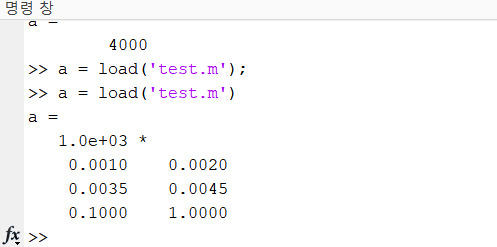 명령 창
a =
4000
>> a = load('test.m');
>> a = load('test.m')
a =
1.0e+03 *
0.0010 0.0020
0.0035 0.0045
0.1000 1.0000
fx >>